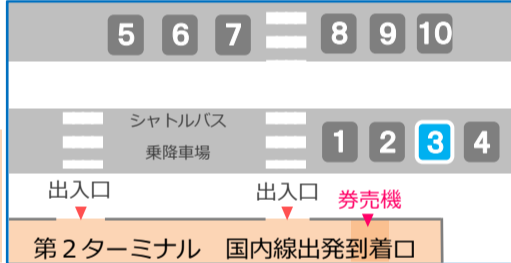 5 6 7 8 9 10
シャトルバス
乗降車場
1 2 3 4
出入口 出入口 券売機
第2ターミナル 国内線出発到着口